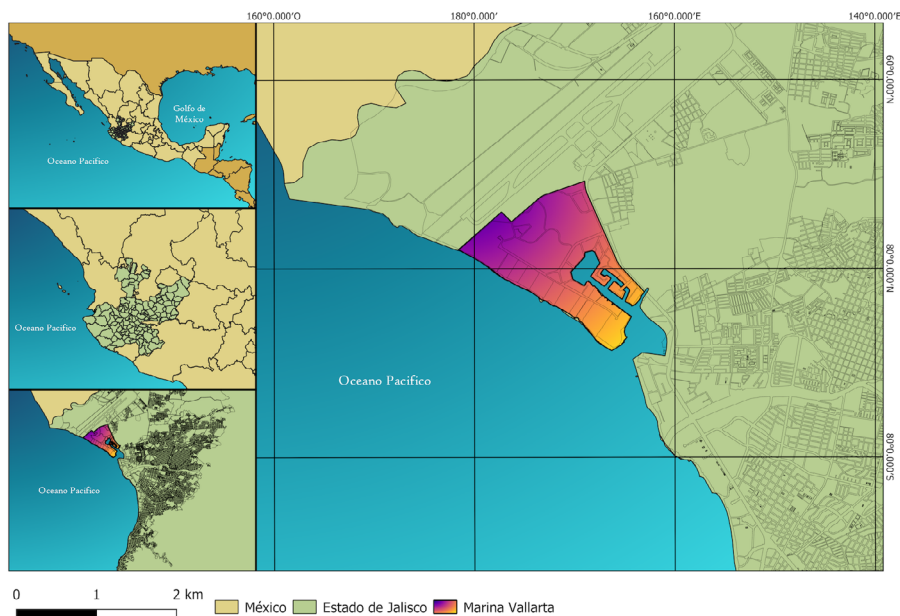 160°0.000'O
180°0.000'
160°0.000'E
140°0.000'E
Golfo de
México
Oceano Pacifico
Oceano Pacifico
Oceano Pacifico
Oceano Pacifico
60°0.000'N
80°0.000'N
80°0.000'S
0 1 2 km
México
Estado de Jalisco
Marina Vallarta